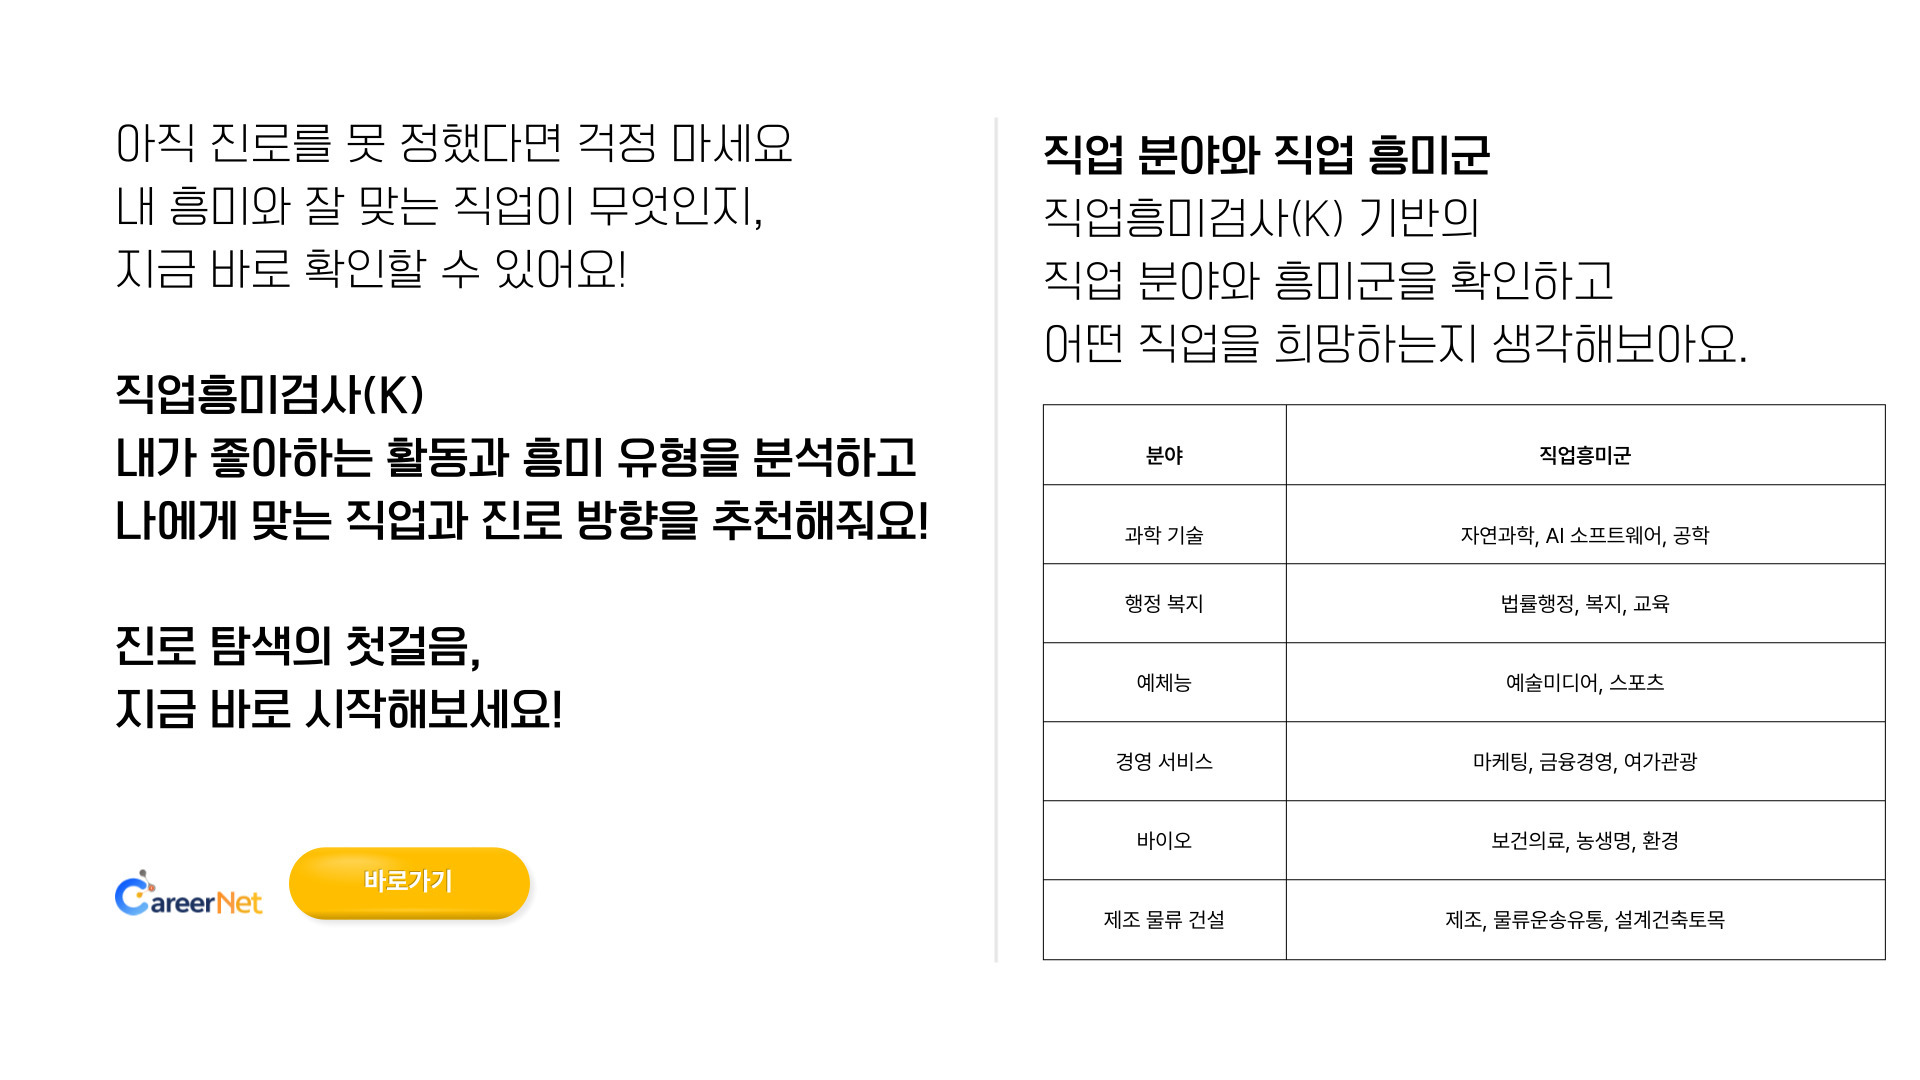 아직 진로를 못 정했다면 걱정 마세요
내 흥미와 잘 맞는 직업이 무엇인지,
지금 바로 확인할 수 있어요!
직업흥미검사(K)
내가 좋아하는 활동과 흥미 유형을 분석하고
나에게 맞는 직업과 진로 방향을 추천해줘요!
진로 탐색의 첫걸음,
지금 바로 시작해보세요!
CareerNet
바로가기
직업 분야와 직업 흥미군
직업흥미검사(K) 기반의
직업 분야와 흥미군을 확인하고
어떤 직업을 희망하는지 생각해보아요.
분야 직업흥미군
과학 기술 자연과학, AI 소프트웨어, 공학
행정 복지 법률행정, 복지, 교육
예체능 예술미디어, 스포츠
경영 서비스 마케팅, 금융경영, 여가관광
바이오 보건의료, 농생명, 환경
제조 물류 건설 제조, 물류운송유통, 설계건축토목